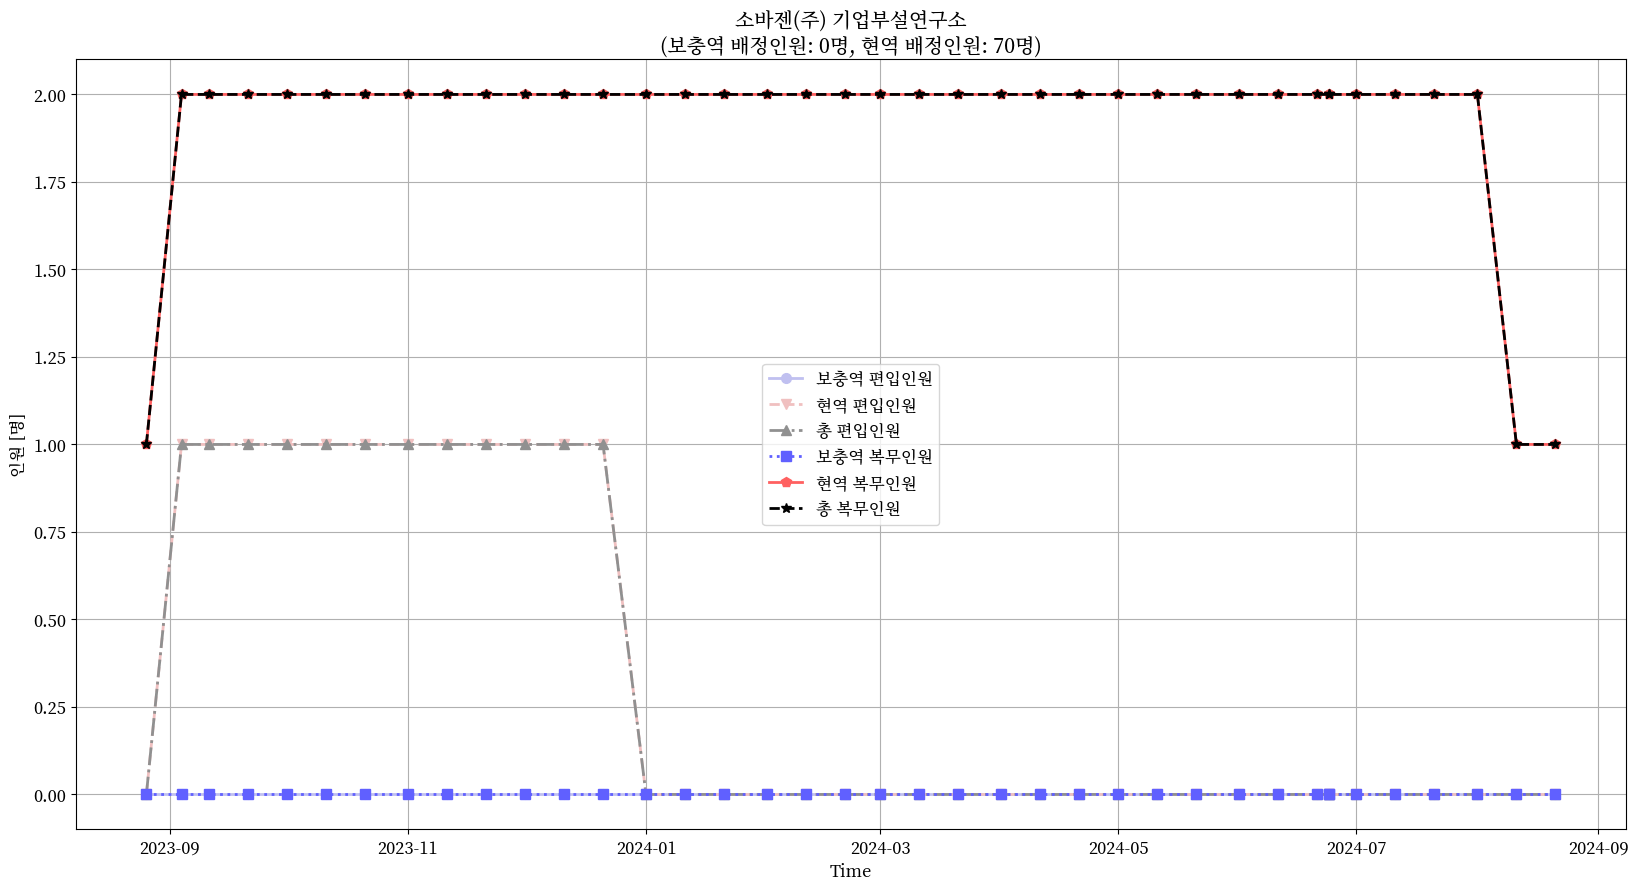 소바젠(주) 기업부설연구소
(보충역 배정인원: 0명, 현역 배정인원: 70명)
2.00
1.75
1.50
1.25
1.00
0.75
0.50
0.25
0.00
인원 [명]
보충역 편입인원
현역 편입인원
총 편입인원
보충역 복무인원
현역 복무인원
총 복무인원
2023-09
2023-11
2024-01
2024-03
2024-05
2024-07
2024-09
Time